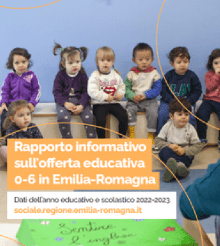 Rapporto informativo
sull'offerta educativa
0-6 in Emilia-Romagna
Dati dell'anno educativo e scolastico 2022-2023
sociale.regione.emilia-romagna.it
bambine